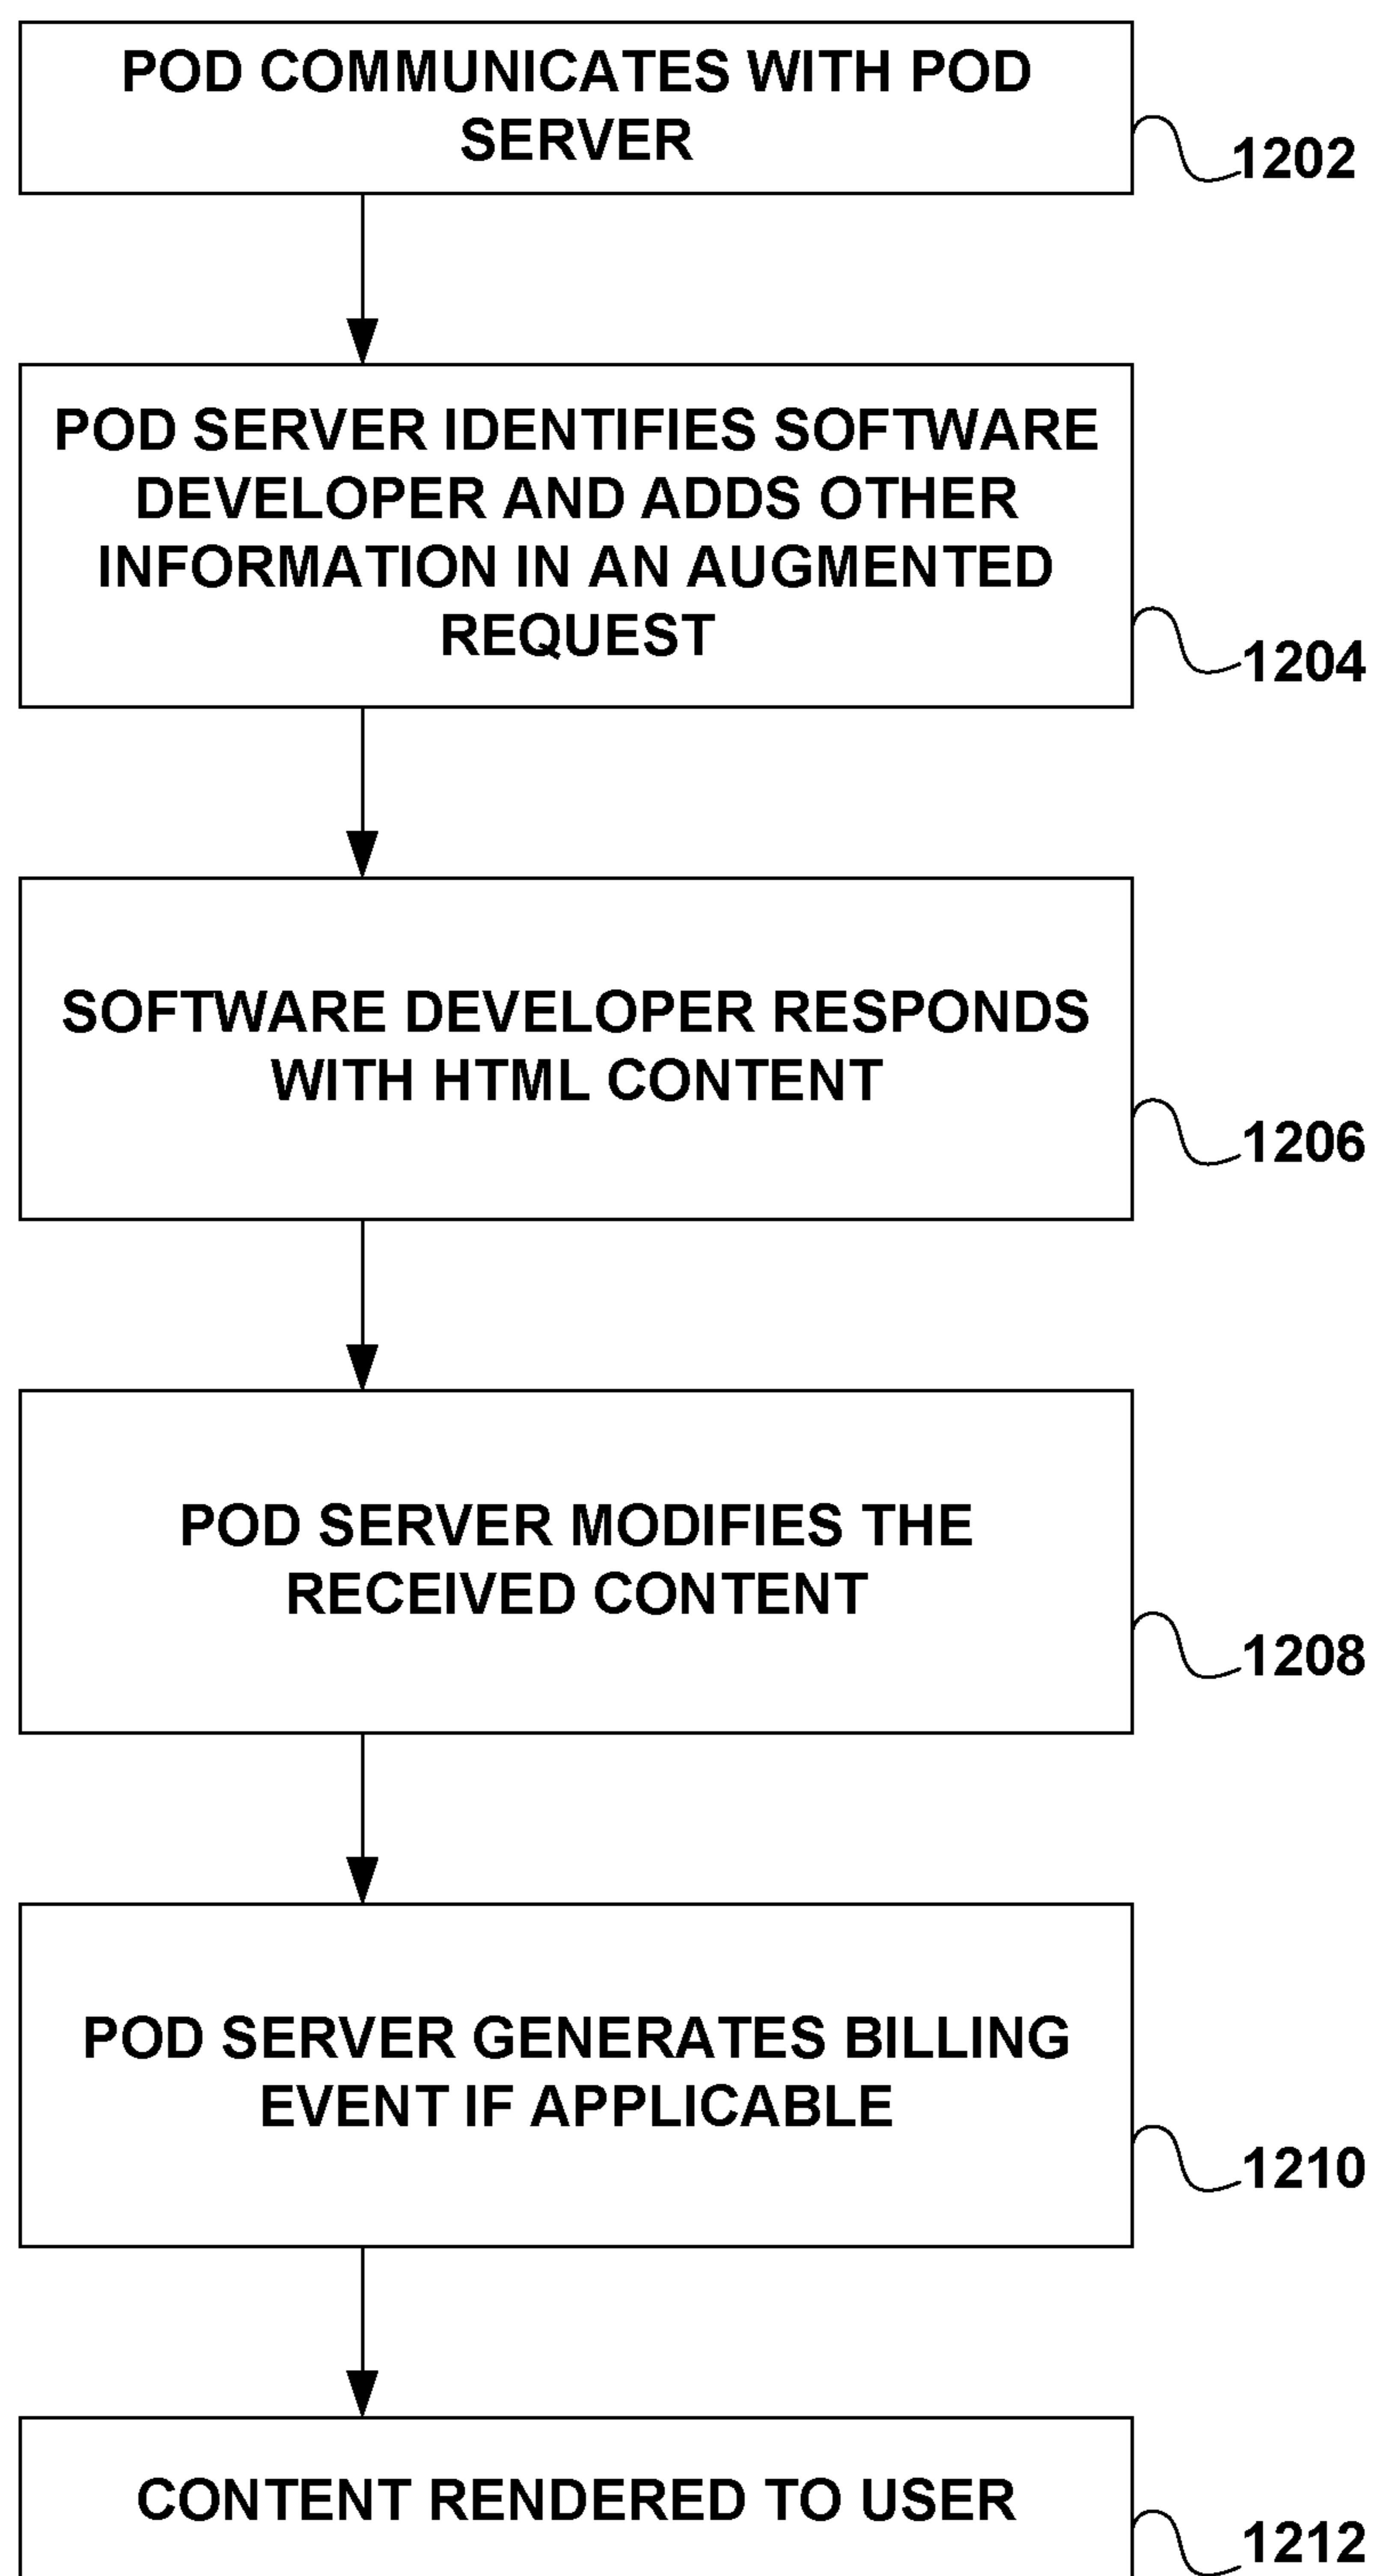 POD COMMUNICATES WITH POD
SERVER
1202
POD SERVER IDENTIFIES SOFTWARE
DEVELOPER AND ADDS OTHER
INFORMATION IN AN AUGMENTED
REQUEST
1204
SOFTWARE DEVELOPER RESPONDS
WITH HTML CONTENT
1206
POD SERVER MODIFIES THE
RECEIVED CONTENT
1208
POD SERVER GENERATES BILLING
EVENT IF APPLICABLE
1210
CONTENT RENDERED TO USER
1212